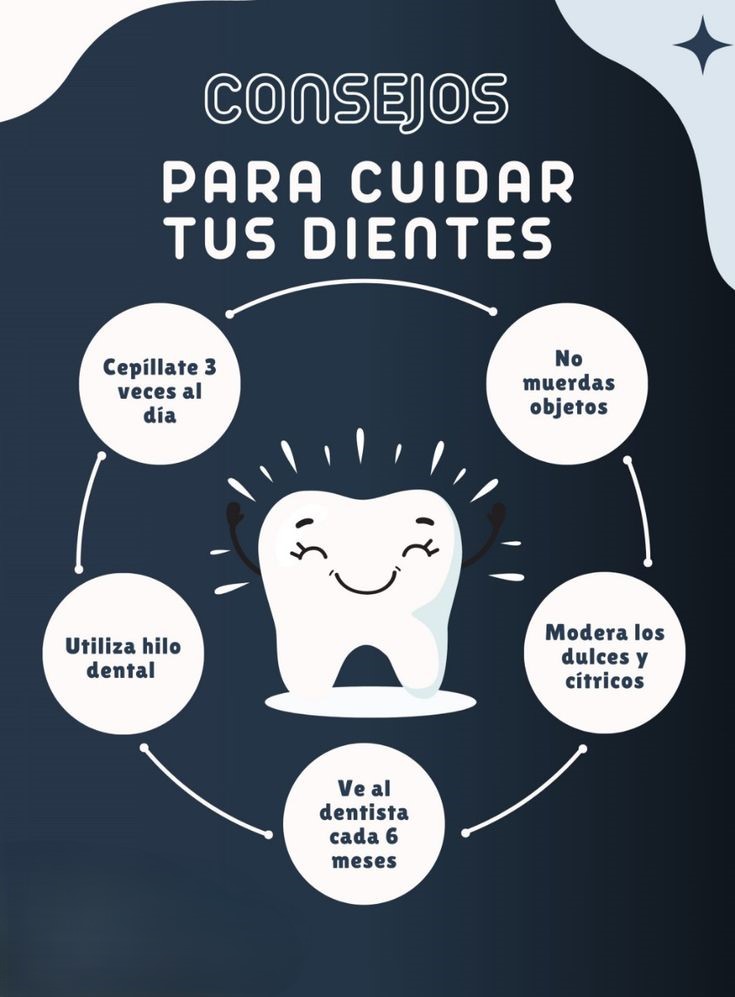 CONSEJOS
PARA CUIDAR
TUS DIENTES
Cepíllate 3
veces al
día
No
muerdas
objetos
Utiliza hilo
dental
Modera los
dulces y
cítricos
Ve al
dentista
cada 6
meses